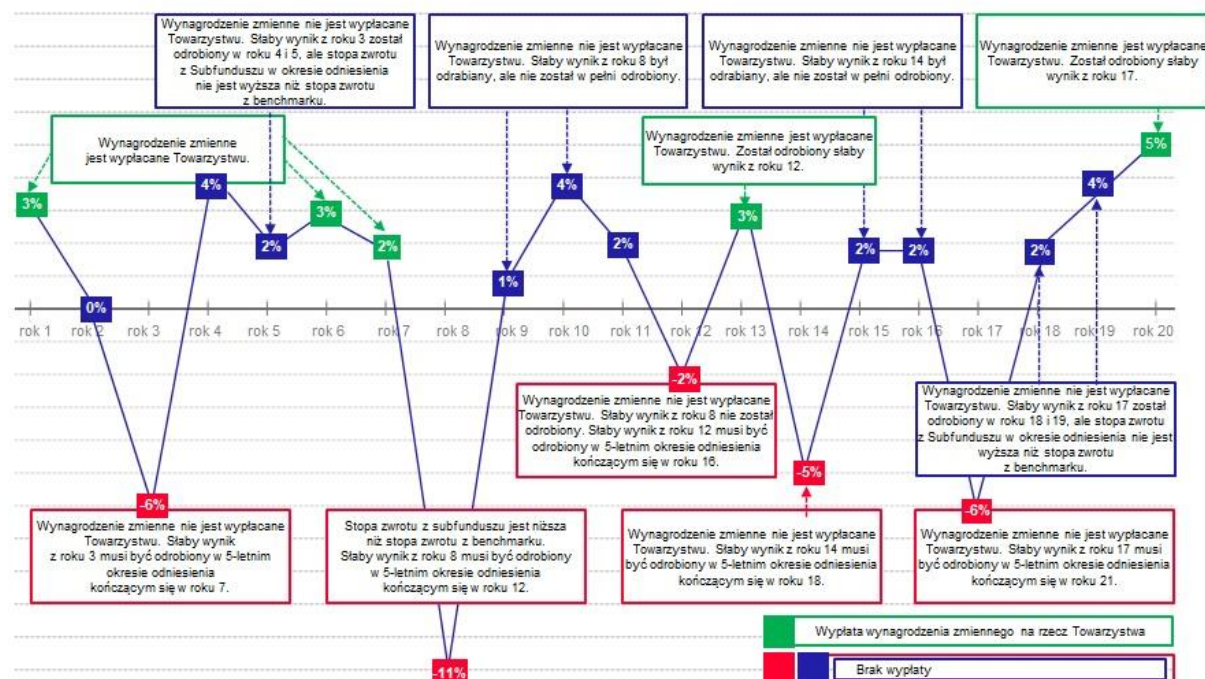 Wynagrodzenie zmienne nie jest wypłacane
Towarzystwu. Słaby wynik z roku 3 został
odrobiony w roku 4 i 5, ale stopa zwrotu
z Subfunduszu w okresie odniesienia
nie jest wyższa niż stopa zwrotu
z benchmarku.
Wynagrodzenie zmienne nie jest wypłacane
Towarzystwu. Słaby wynik z roku 8 był
odrabiany, ale nie został w pełni odrobiony.
Wynagrodzenie zmienne nie jest wypłacane
Towarzystwu. Słaby wynik z roku 14 był
odrabiany, ale nie został w pełni odrobiony.
Wynagrodzenie zmienne jest wypłacane
Towarzystwu. Został odrobiony słaby
wynik z roku 17.
Wynagrodzenie zmienne
jest wypłacane Towarzystwu.
Wynagrodzenie zmienne jest wypłacane
Towarzystwu. Został odrobiony słaby
wynik z roku 12.
3%
0%
-6%
4%
2%
3%
2%
-11%
1%
4%
2%
-2%
3%
-5%
2%
2%
-6%
2%
4%
5%
rok 1
rok 2
rok 3
rok 4
rok 5
rok 6
rok 7
rok 8
rok 9
rok 10
rok 11
rok 12
rok 13
rok 14
rok 15
rok 16
rok 17
rok 18
rok 19
rok 20
Wynagrodzenie zmienne nie jest wypłacane
Towarzystwu. Słaby wynik z roku 8 nie został
odrobiony. Słaby wynik z roku 12 musi być
odrobiony w 5-letnim okresie odniesienia
kończącym się w roku 16.
Wynagrodzenie zmienne nie jest wypłacane
Towarzystwu. Słaby wynik z roku 17 został
odrobiony w roku 18 i 19, ale stopa zwrotu
z Subfunduszu w okresie odniesienia nie jest
wyższa niż stopa zwrotu
z benchmarku.
Wynagrodzenie zmienne nie jest wypłacane
Towarzystwu. Słaby wynik
z roku 3 musi być odrobiony w 5-letnim
okresie odniesienia
kończącym się w roku 7.
Stopa zwrotu z subfunduszu jest niższa
niż stopa zwrotu z benchmarku.
Słaby wynik z roku 8 musi być odrobiony
w 5-letnim okresie odniesienia
kończącym się w roku 12.
Wynagrodzenie zmienne nie jest wypłacane
Towarzystwu. Słaby wynik z roku 14 musi
być odrobiony w 5-letnim okresie odniesienia
kończącym się w roku 18.
Wynagrodzenie zmienne nie jest wypłacane
Towarzystwu. Słaby wynik z roku 17 musi
być odrobiony w 5-letnim okresie odniesienia
kończącym się w roku 21.
Wypłata wynagrodzenia zmiennego na rzecz Towarzystwa
Brak wypłaty